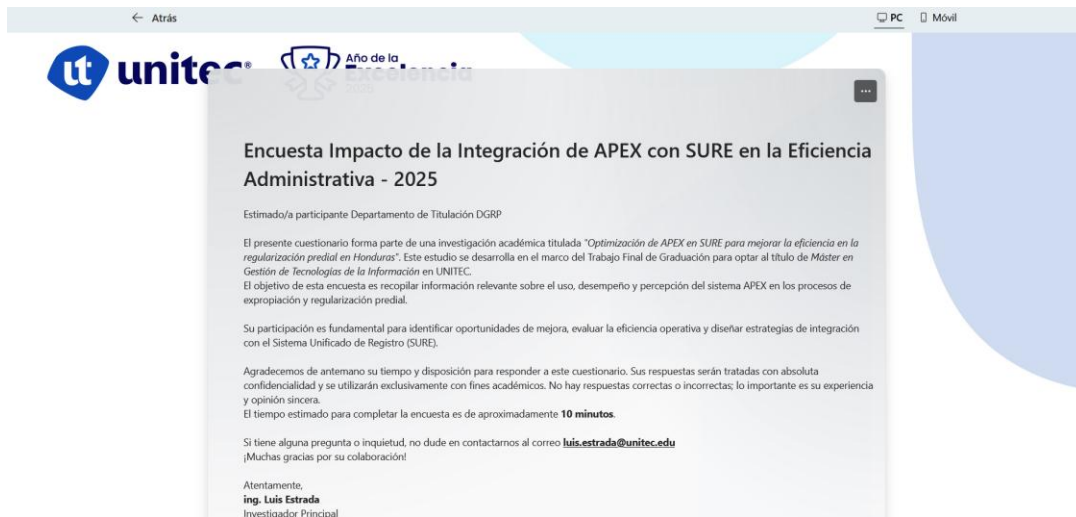 Atrás
PC
Móvil
ut unitec®
Año de la
Excelencia
2025
Encuesta Impacto de la Integración de APEX con SURE en la Eficiencia
Administrativa - 2025
Estimado/a participante Departamento de Titulación DGRP
El presente cuestionario forma parte de una investigación académica titulada "Optimización de APEX en SURE para mejorar la eficiencia en la
regularización predial en Honduras". Este estudio se desarrolla en el marco del Trabajo Final de Graduación para optar al título de Máster en
Gestión de Tecnologías de la Información en UNITEC.
El objetivo de esta encuesta es recopilar información relevante sobre el uso, desempeño y percepción del sistema APEX en los procesos de
expropiación y regularización predial.
Su participación es fundamental para identificar oportunidades de mejora, evaluar la eficiencia operativa y diseñar estrategias de integración
con el Sistema Unificado de Registro (SURE).
Agradecemos de antemano su tiempo y disposición para responder a este cuestionario. Sus respuestas serán tratadas con absoluta
confidencialidad y se utilizarán exclusivamente con fines académicos. No hay respuestas correctas o incorrectas; lo importante es su experiencia
y opinión sincera.
El tiempo estimado para completar la encuesta es de aproximadamente 10 minutos.
Si tiene alguna pregunta o inquietud, no dude en contactarnos al correo luis.estrada@unitec.edu
¡Muchas gracias por su colaboración!
Atentamente,
ing. Luis Estrada
Investigador Principal